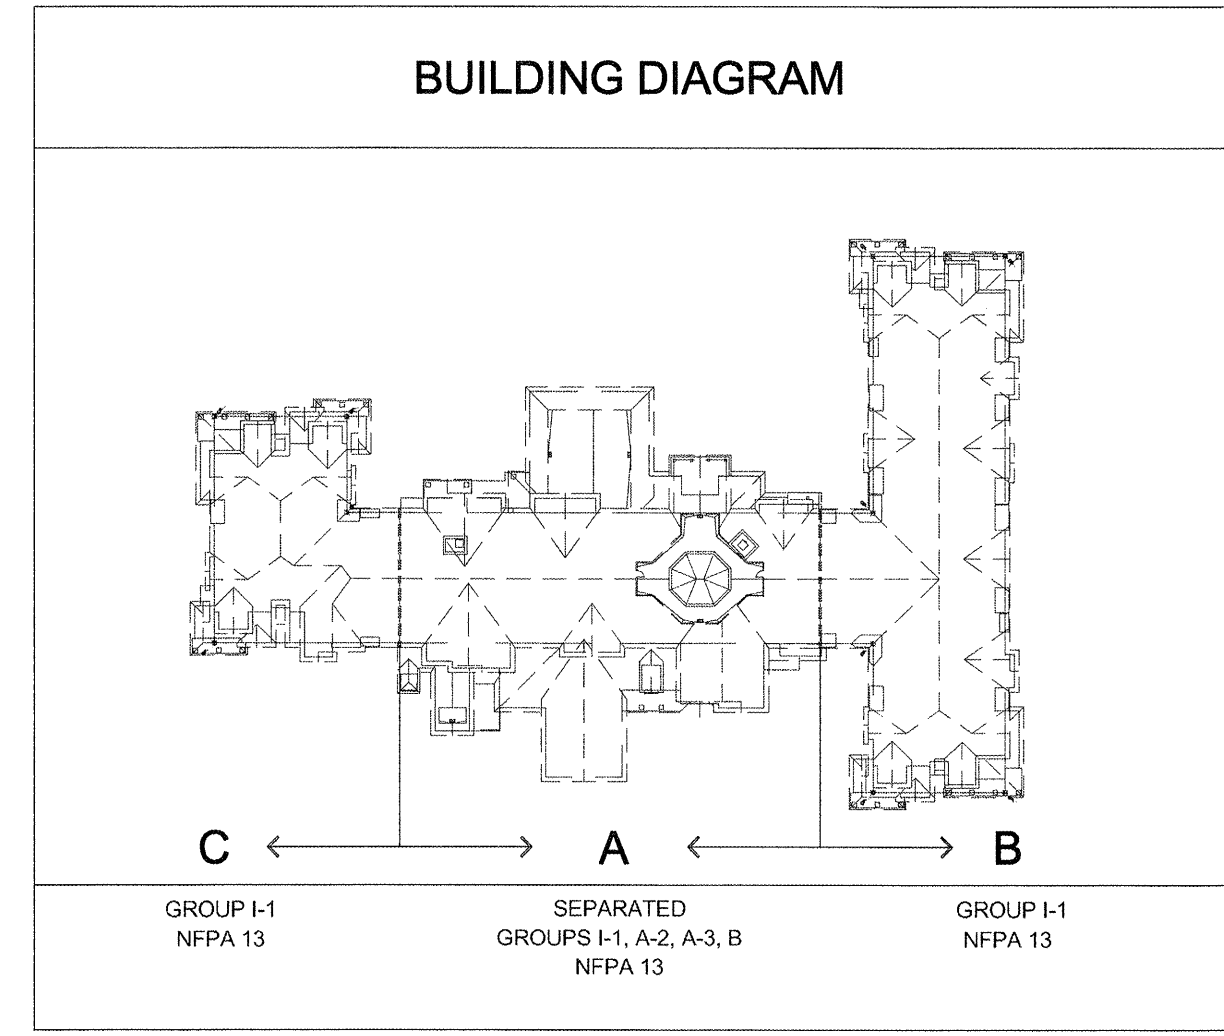 BUILDING DIAGRAM
C
A
B
GROUP I-1
NFPA 13
SEPARATED
GROUPS I-1, A-2, A-3, B
NFPA 13
GROUP I-1
NFPA 13